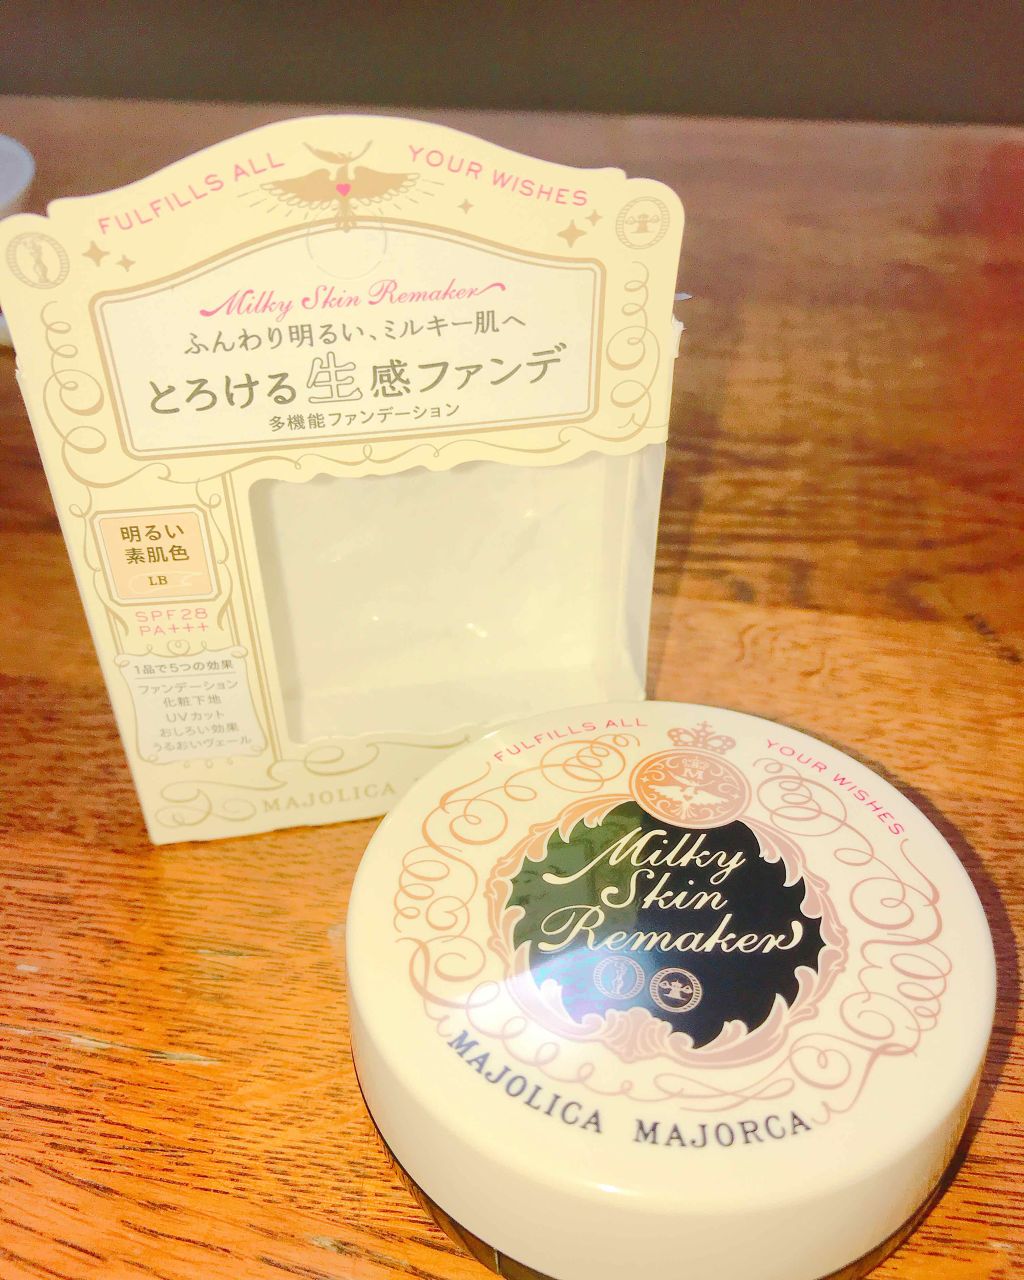 FULFILLS ALL YOUR WISHES
Milky Skin Remaker
ふんわり明るい、ミルキー肌へ
とろける生感ファンデ
多機能ファンデーション
明るい
素肌色
LB
SPF28
PA+++
1品で5つの効果
ファンデーション
化粧下地
UVカット
おしろい効果
うるおいヴェール
MAJOLICA
FULFILLS ALL YOUR WISHES
M
Milky
Skin
Remaker
MAJOLICA MAJORCA